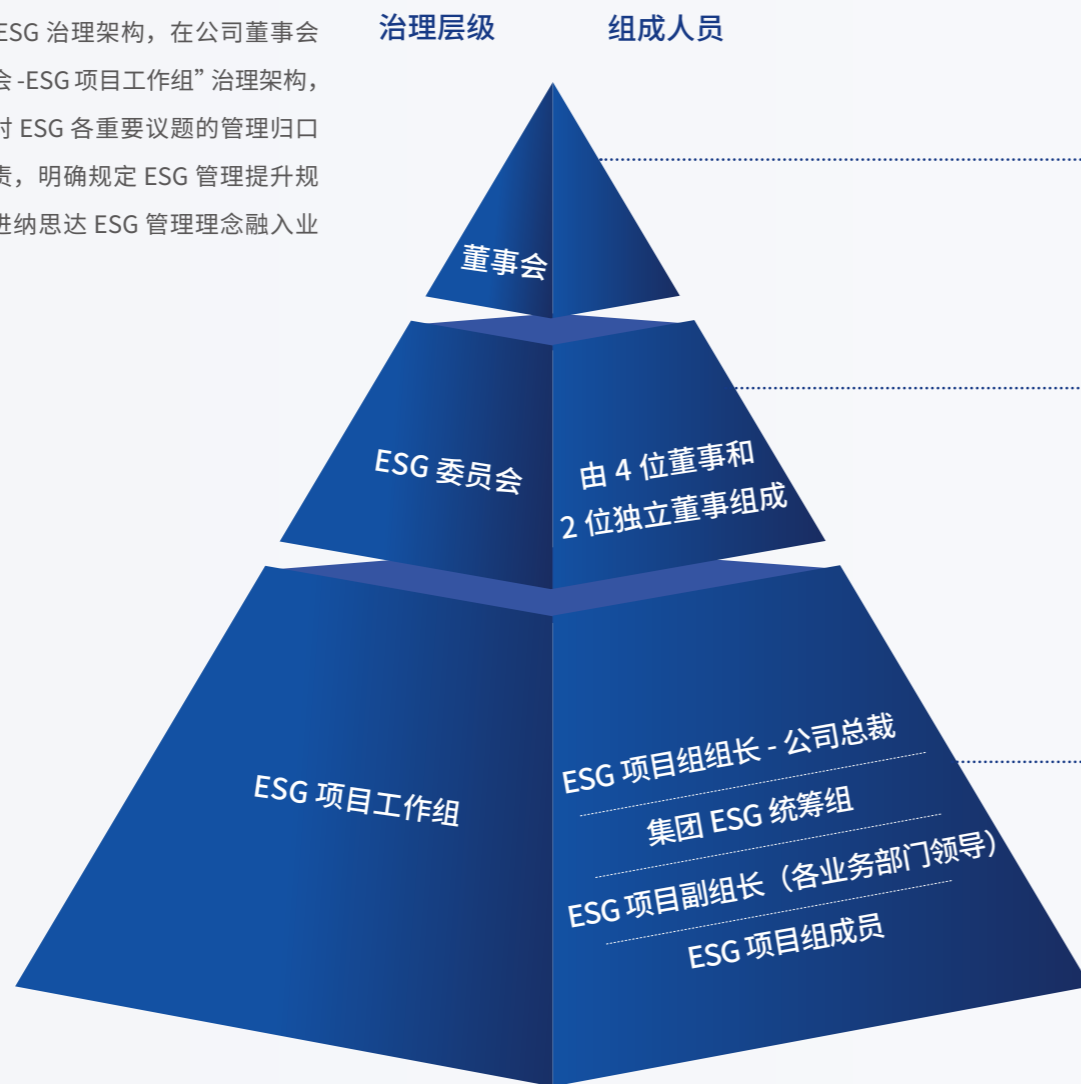 ESG 治理架构，在公司董事会
会 -ESG 项目工作组” 治理架构，
对 ESG 各重要议题的管理归口
责，明确规定 ESG 管理提升规
进纳思达 ESG 管理理念融入业
治理层级
组成人员
董事会
ESG 委员会
由 4 位董事和
2 位独立董事组成
ESG 项目工作组
ESG 项目组组长 - 公司总裁
集团 ESG 统筹组
ESG 项目副组长（各业务部门领导）
ESG 项目组成员